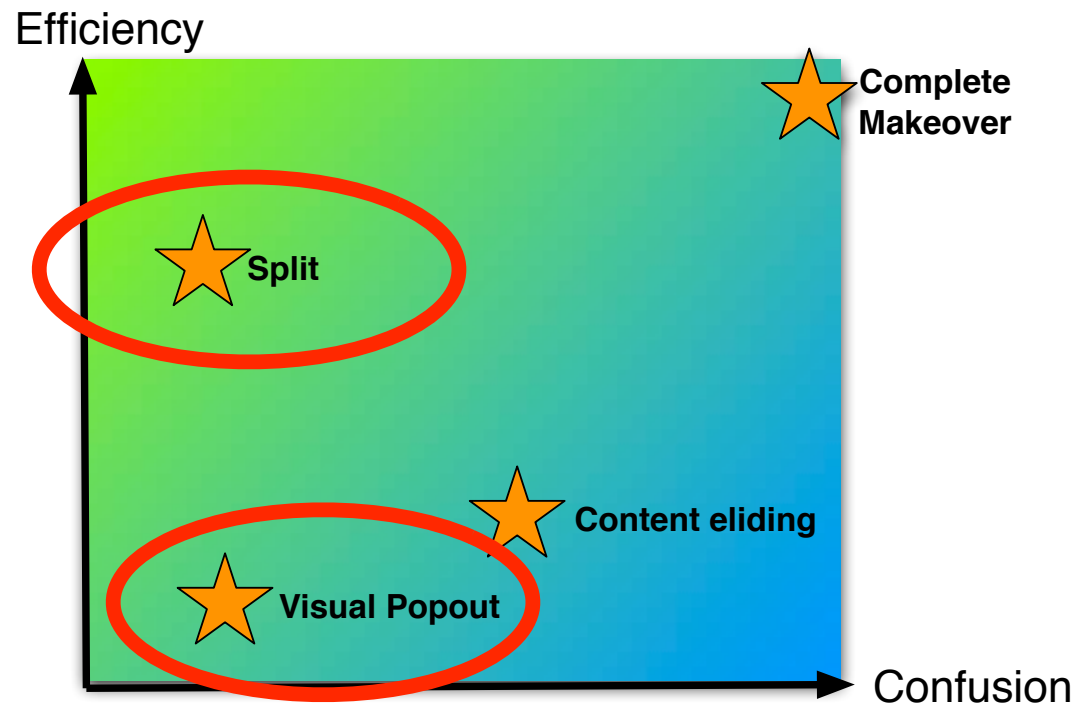 Efficiency
Complete
Makeover
Split
Content eliding
Visual Popout
Confusion